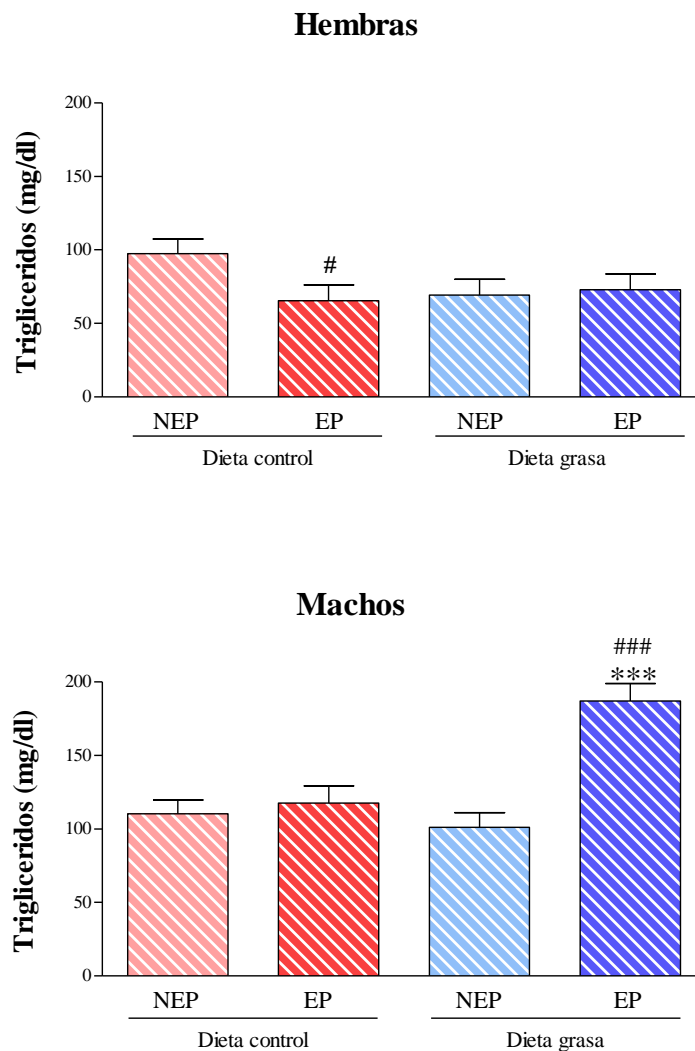 Hembras
Trigliceridos (mg/dl)
200
150
100
50
0
#
NEP EP NEP EP
Dieta control Dieta grasa
Machos
Trigliceridos (mg/dl)
###
***
200
150
100
50
0
NEP EP NEP EP
Dieta control Dieta grasa